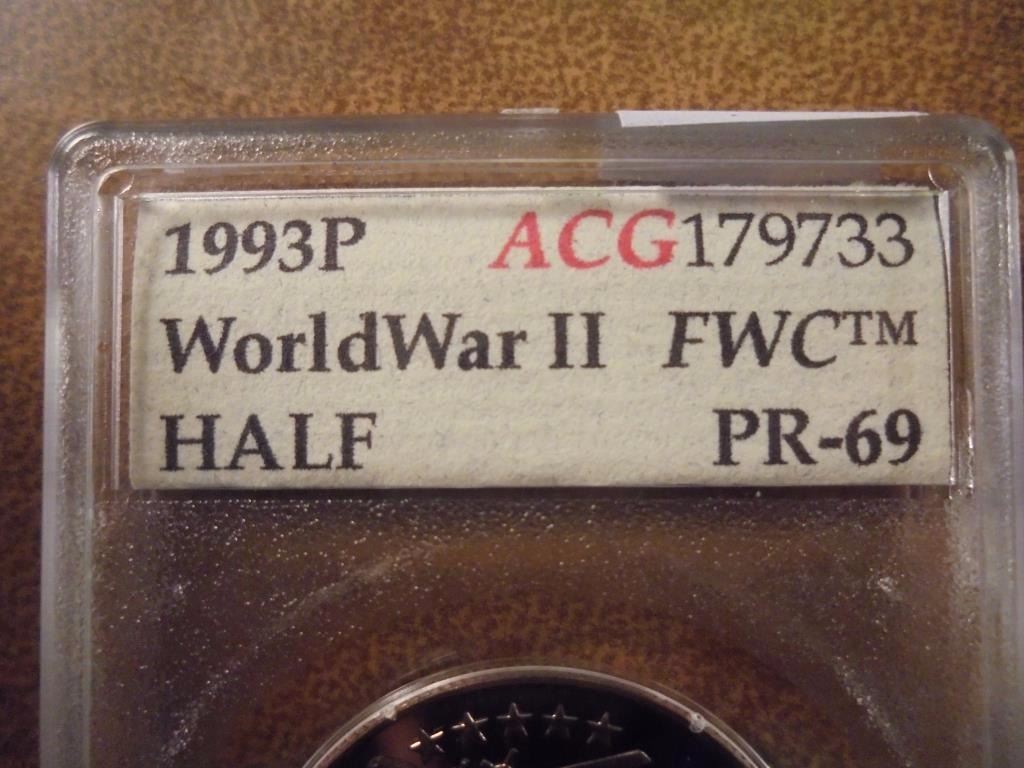 1993P ACG179733
WorldWar II FWC™
HALF PR-69